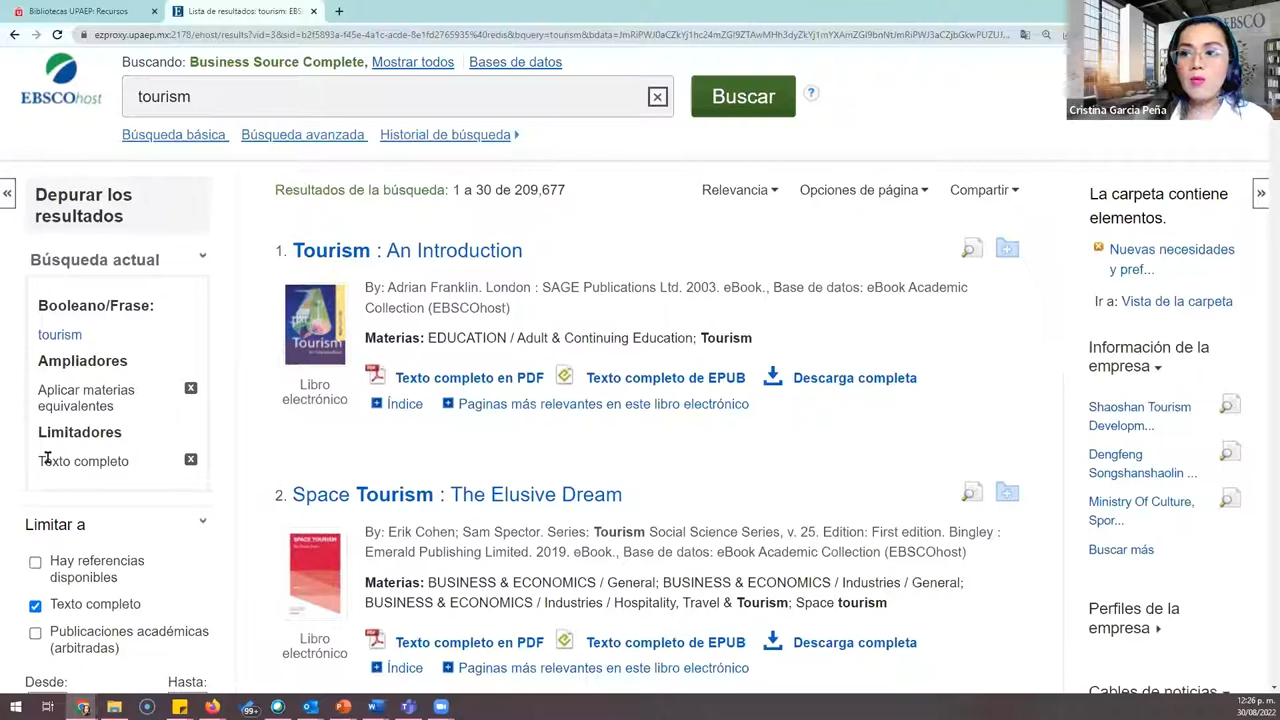 Bibliotecas UPAEP: Recursos
Lista de resultados: tourism: EBS
Buscando: Business Source Complete, Mostrar todos | Bases de datos
EBSCOhost
tourism
Buscar
Búsqueda básica Búsqueda avanzada Historial de búsqueda
EBSCO
Cristina Garcia Peña
Depurar los
resultados
Búsqueda actual
Booleano/Frase:
tourism
Ampliadores
Aplicar materias
equivalentes
Limitadores
Texto completo
Limitar a
Hay referencias
disponibles
Texto completo
Publicaciones académicas
(arbitradas)
Desde: Hasta:
Resultados de la búsqueda: 1 a 30 de 209,677
Relevancia Opciones de página Compartir
1. Tourism : An Introduction
By: Adrian Franklin. London : SAGE Publications Ltd. 2003. eBook., Base de datos: eBook Academic
Collection (EBSCOhost)
Materias: EDUCATION / Adult & Continuing Education; Tourism
Tourism
Libro
electrónico
Texto completo en PDF Texto completo de EPUB Descarga completa
Índice Paginas más relevantes en este libro electrónico
2. Space Tourism : The Elusive Dream
By: Erik Cohen; Sam Spector. Series: Tourism Social Science Series, v. 25. Edition: First edition. Bingley :
Emerald Publishing Limited. 2019. eBook., Base de datos: eBook Academic Collection (EBSCOhost)
Materias: BUSINESS & ECONOMICS / General; BUSINESS & ECONOMICS / Industries / General;
BUSINESS & ECONOMICS / Industries / Hospitality, Travel & Tourism; Space tourism
SPACE TOURISM
Libro
electrónico
Texto completo en PDF Texto completo de EPUB Descarga completa
Índice Paginas más relevantes en este libro electrónico
La carpeta contiene
elementos.
Nuevas necesidades
y pref...
Ir a: Vista de la carpeta
Información de la
empresa
Shaoshan Tourism
Developm...
Dengfeng
Songshanshaolin ...
Ministry Of Culture,
Spor...
Buscar más
Perfiles de la
empresa
Cables de noticias
99+
12:26 p. m.
30/08/2022